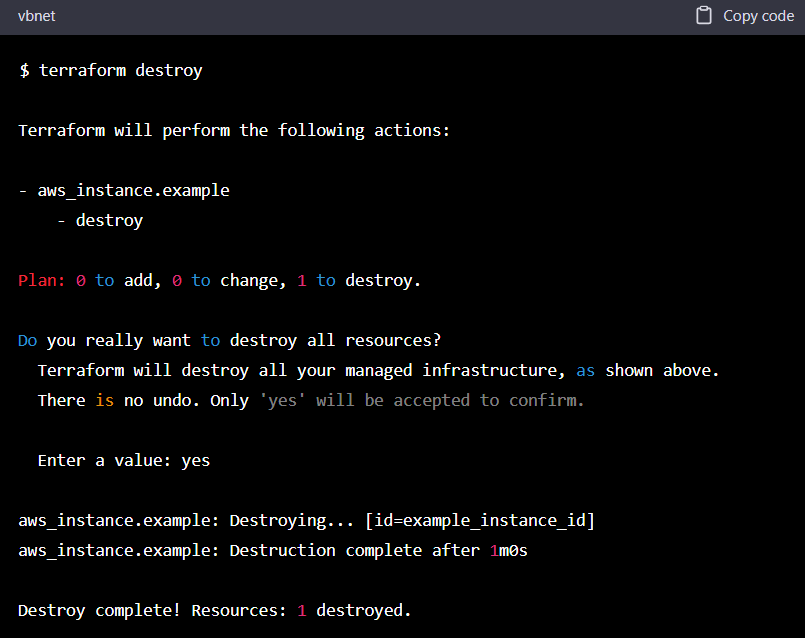 vbnet
Copy code
$ terraform destroy
Terraform will perform the following actions:
- aws_instance.example
- destroy
Plan: 0 to add, 0 to change, 1 to destroy.
Do you really want to destroy all resources?
Terraform will destroy all your managed infrastructure, as shown above.
There is no undo. Only 'yes' will be accepted to confirm.
Enter a value: yes
aws_instance.example: Destroying... [id=example_instance_id]
aws_instance.example: Destruction complete after 1m0s
Destroy complete! Resources: 1 destroyed.